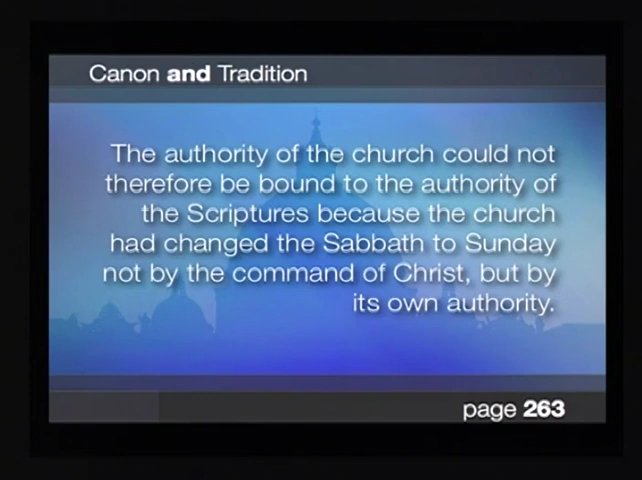 Canon and Tradition
The authority of the church could not
therefore be bound to the authority of
the Scriptures because the church
had changed the Sabbath to Sunday
not by the command of Christ, but by
its own authority.
page 263